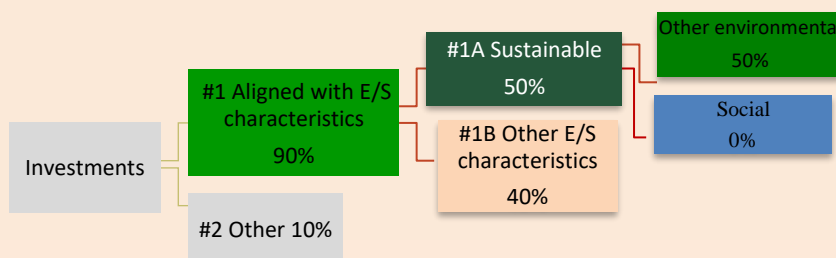 Investments
#1 Aligned with E/S
characteristics
90%
#2 Other 10%
#1A Sustainable
50%
#1B Other E/S
characteristics
40%
Other environmenta
50%
Social
0%